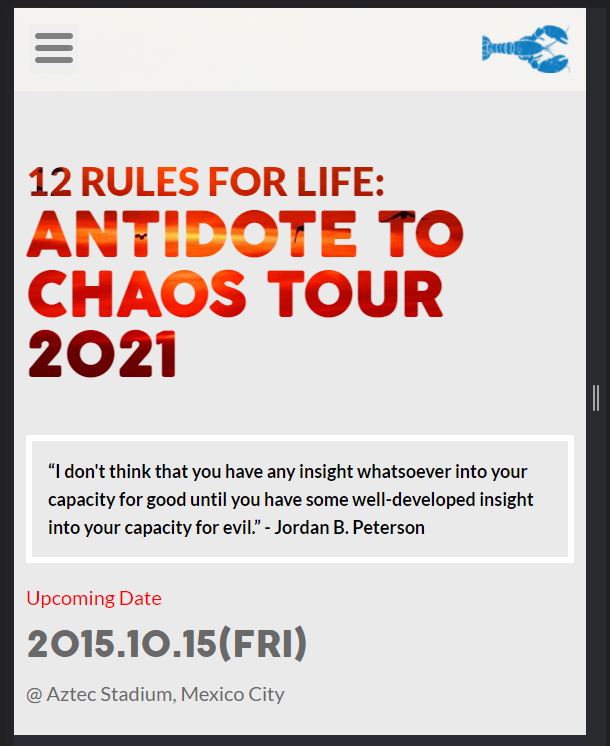 12 RULES FOR LIFE:
ANTIDOTE TO
CHAOS TOUR
2021
“I don't think that you have any insight whatsoever into your
capacity for good until you have some well-developed insight
into your capacity for evil.” - Jordan B. Peterson
Upcoming Date
2015.10.15(FRI)
@ Aztec Stadium, Mexico City